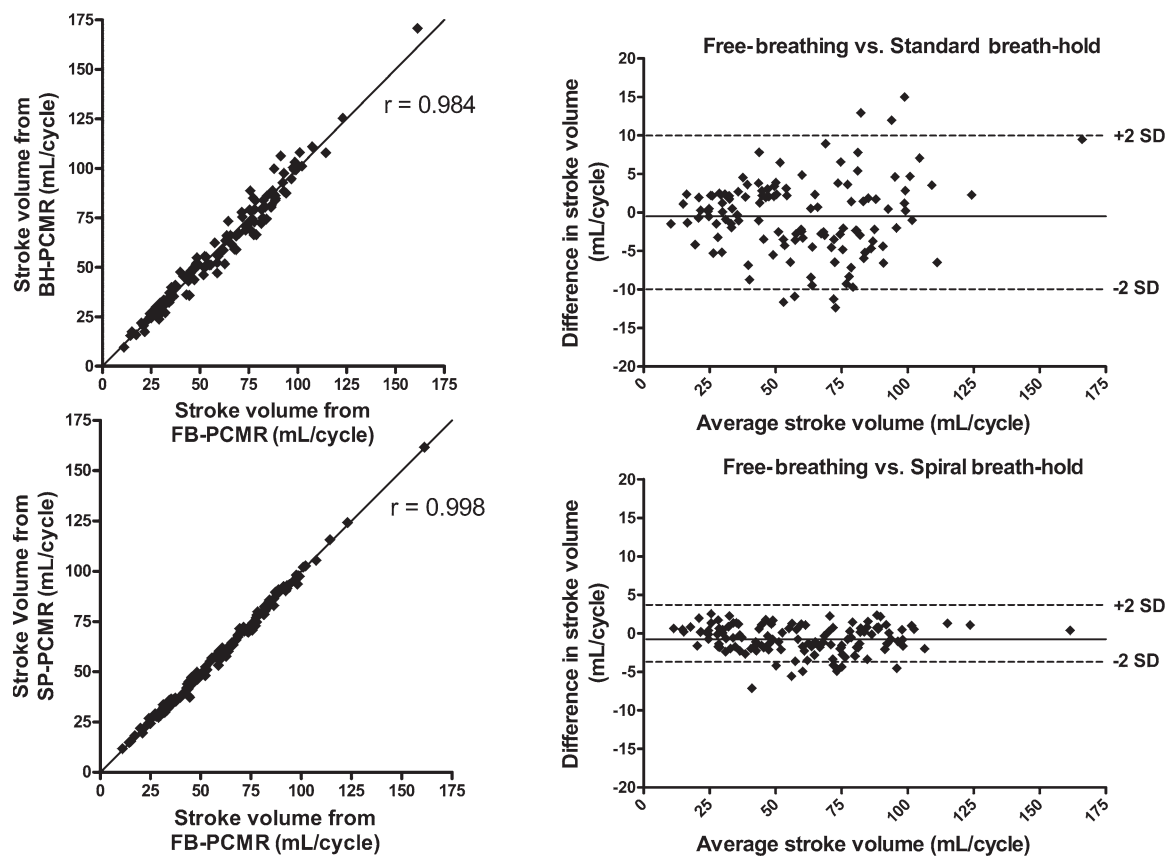 175
150
125
100
75
50
25
0
Stroke volume from
BH-PCMR (mL/cycle)
r = 0.984
0 25 50 75 100 125 150 175
Stroke volume from
FB-PCMR (mL/cycle)
Free-breathing vs. Standard breath-hold
20
15
10
5
0
-5
-10
-15
-20
Difference in stroke volume
(mL/cycle)
+2 SD
-2 SD
0 25 50 75 100 125 150 175
Average stroke volume (mL/cycle)
175
150
125
100
75
50
25
0
Stroke Volume from
SP-PCMR (mL/cycle)
r = 0.998
0 25 50 75 100 125 150 175
Stroke volume from
FB-PCMR (mL/cycle)
Free-breathing vs. Spiral breath-hold
20
15
10
5
0
-5
-10
-15
-20
Difference in stroke volume
(mL/cycle)
+2 SD
-2 SD
0 25 50 75 100 125 150 175
Average stroke volume (mL/cycle)